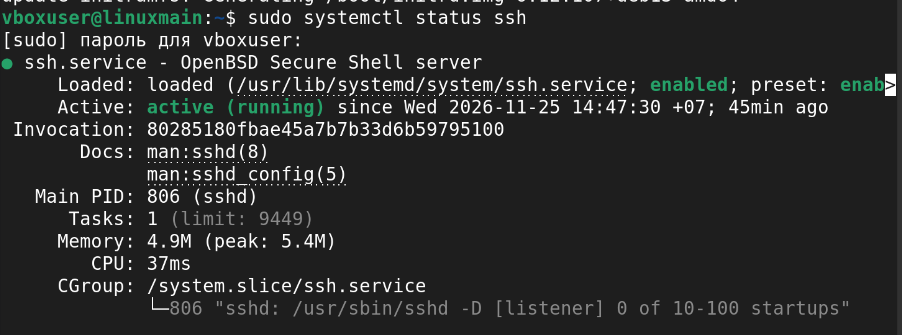 vboxuser@linuxmain:~$ sudo systemctl status ssh
[sudo] пароль для vboxuser:
● ssh.service - OpenBSD Secure Shell server
Loaded: loaded (/usr/lib/systemd/system/ssh.service; enabled; preset: enab>
Active: active (running) since Wed 2026-11-25 14:47:30 +07; 45min ago
Invocation: 80285180fbae45a7b7b33d6b59795100
Docs: man:sshd(8)
man:sshd_config(5)
Main PID: 806 (sshd)
Tasks: 1 (limit: 9449)
Memory: 4.9M (peak: 5.4M)
CPU: 37ms
CGroup: /system.slice/ssh.service
└─806 "sshd: /usr/sbin/sshd -D [listener] 0 of 10-100 startups"